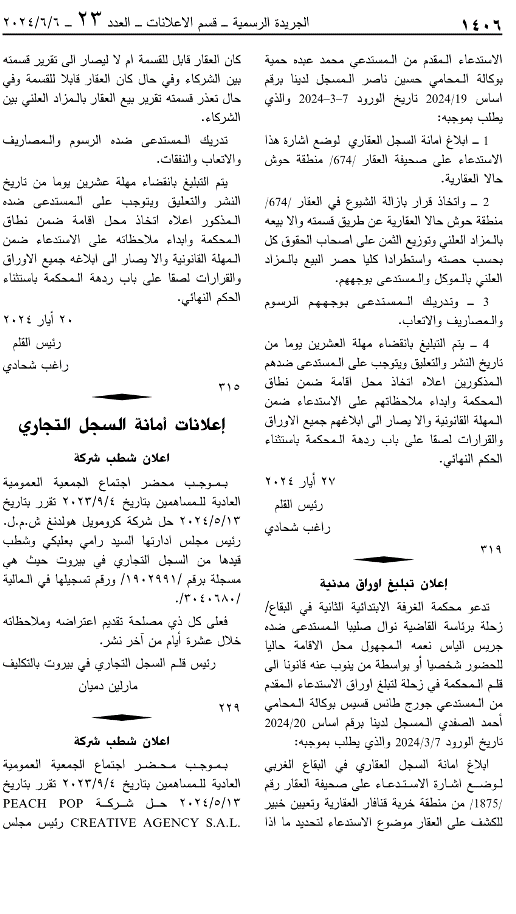 ١٤٠٦
الجريدة الرسمية ــ قسم الاعلانات ــ العدد ٢٣ ــ ٢٠٢٤/٦/٦
الاستدعاء المقدم من المستدعي محمد عبده حمية
بوكالة المحامي حسين ناصر المسجل لدينا برقم
اساس 2024/19 تاريخ الورود 7–3–2024 والذي
يطلب بموجبه:
1 ــ ابلاغ امانة السجل العقاري لوضع اشارة هذا
الاستدعاء على صحيفة العقار /674/ منطقة حوش
حالا العقارية.
2 ــ واتخاذ قرار بازالة الشيوع في العقار /674/
منطقة حوش حالا العقارية عن طريق قسمته والا بيعه
بالمزاد العلني وتوزيع الثمن على اصحاب الحقوق كل
بحسب حصته واستطرادا كليا حصر البيع بالمزاد
العلني بالموكل والمستدعى بوجههم.
3 ــ وتدريك المستدعى بوجههم الرسوم
والمصاريف والاتعاب.
4 ــ يتم التبليغ بانقضاء مهلة العشرين يوما من
تاريخ النشر والتعليق ويتوجب على المستدعى ضدهم
المذكورين اعلاه اتخاذ محل اقامة ضمن نطاق
المحكمة وابداء ملاحظاتهم على الاستدعاء ضمن
المهلة القانونية والا يصار الى ابلاغهم جميع الاوراق
والقرارات لصقا على باب ردهة المحكمة باستثناء
الحكم النهائي.
٢٧ أيار ٢٠٢٤
رئيس القلم
راغب شحادي
٣١٩
إعلان تبليغ اوراق مدنية
تدعو محكمة الغرفة الابتدائية الثانية في البقاع/
زحلة برئاسة القاضية نوال صليبا المستدعى ضده
جريس الياس نعمه المجهول محل الاقامة حاليا
للحضور شخصيا أو بواسطة من ينوب عنه قانونا الى
قلم المحكمة في زحلة لتبلغ اوراق الاستدعاء المقدم
من المستدعي جورج طانس قسيس بوكالة المحامي
أحمد الصفدي المسجل لدينا برقم اساس 2024/20
تاريخ الورود 2024/3/7 والذي يطلب بموجبه:
ابلاغ امانة السجل العقاري في البقاع الغربي
لوضع اشارة الاستدعاء على صحيفة العقار رقم
/1875/ من منطقة خربة قنافار العقارية وتعيين خبير
للكشف على العقار موضوع الاستدعاء لتحديد ما اذا
كان العقار قابل للقسمة ام لا ليصار الى تقرير قسمته
بين الشركاء وفي حال كان العقار قابلا للقسمة وفي
حال تعذر قسمته تقرير بيع العقار بالمزاد العلني بين
الشركاء.
تدريك المستدعى ضده الرسوم والمصاريف
والاتعاب والنفقات.
يتم التبليغ بانقضاء مهلة عشرين يوما من تاريخ
النشر والتعليق ويتوجب على المستدعى ضده
المذكور اعلاه اتخاذ محل اقامة ضمن نطاق
المحكمة وابداء ملاحظاته على الاستدعاء ضمن
المهلة القانونية والا يصار الى ابلاغه جميع الاوراق
والقرارات لصقا على باب ردهة المحكمة باستثناء
الحكم النهائي.
٢٠ أيار ٢٠٢٤
رئيس القلم
راغب شحادي
٣١٥
إعلانات أمانة السجل التجاري
اعلان شطب شركة
بموجب محضر اجتماع الجمعية العمومية
العادية للمساهمين بتاريخ ٢٠٢٣/٩/٤ تقرر بتاريخ
٢٠٢٤/٥/١٣ حل شركة كرومويل هولدنغ ش.م.ل.
رئيس مجلس ادارتها السيد رامي بعلبكي وشطب
قيدها من السجل التجاري في بيروت حيث هي
مسجلة برقم /١٩٠٢٩٩١/ ورقم تسجيلها في المالية
/٣٠٤٠٦٨٠/.
فعلى كل ذي مصلحة تقديم اعتراضه وملاحظاته
خلال عشرة أيام من آخر نشر.
رئيس قلم السجل التجاري في بيروت بالتكليف
مارلين دميان
٢٢٩
اعلان شطب شركة
بموجب محضر اجتماع الجمعية العمومية
العادية للمساهمين بتاريخ ٢٠٢٣/٩/٤ تقرر بتاريخ
٢٠٢٤/٥/١٣ حل شركة PEACH POP
CREATIVE AGENCY S.A.L. رئيس مجلس